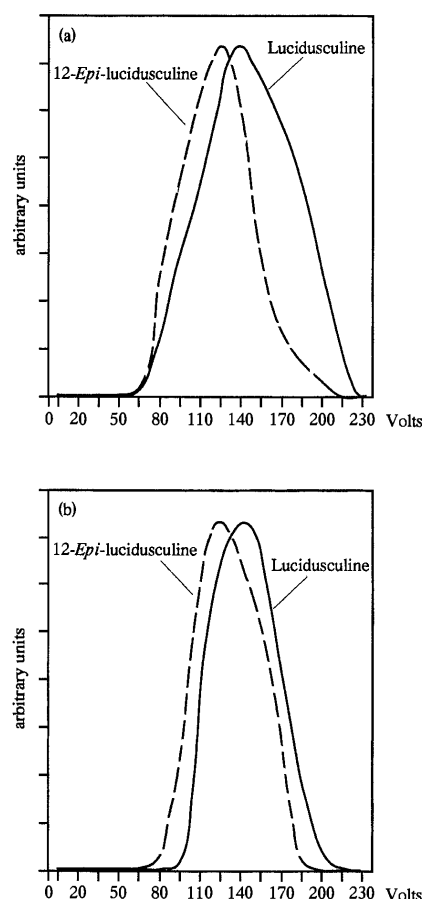 (a)
Lucidusculine
12-Epi-lucidusculine
arbitrary units
0 20 50 80 110 140 170 200 230 Volts
(b)
12-Epi-lucidusculine
Lucidusculine
arbitrary units
0 20 50 80 110 140 170 200 230 Volts